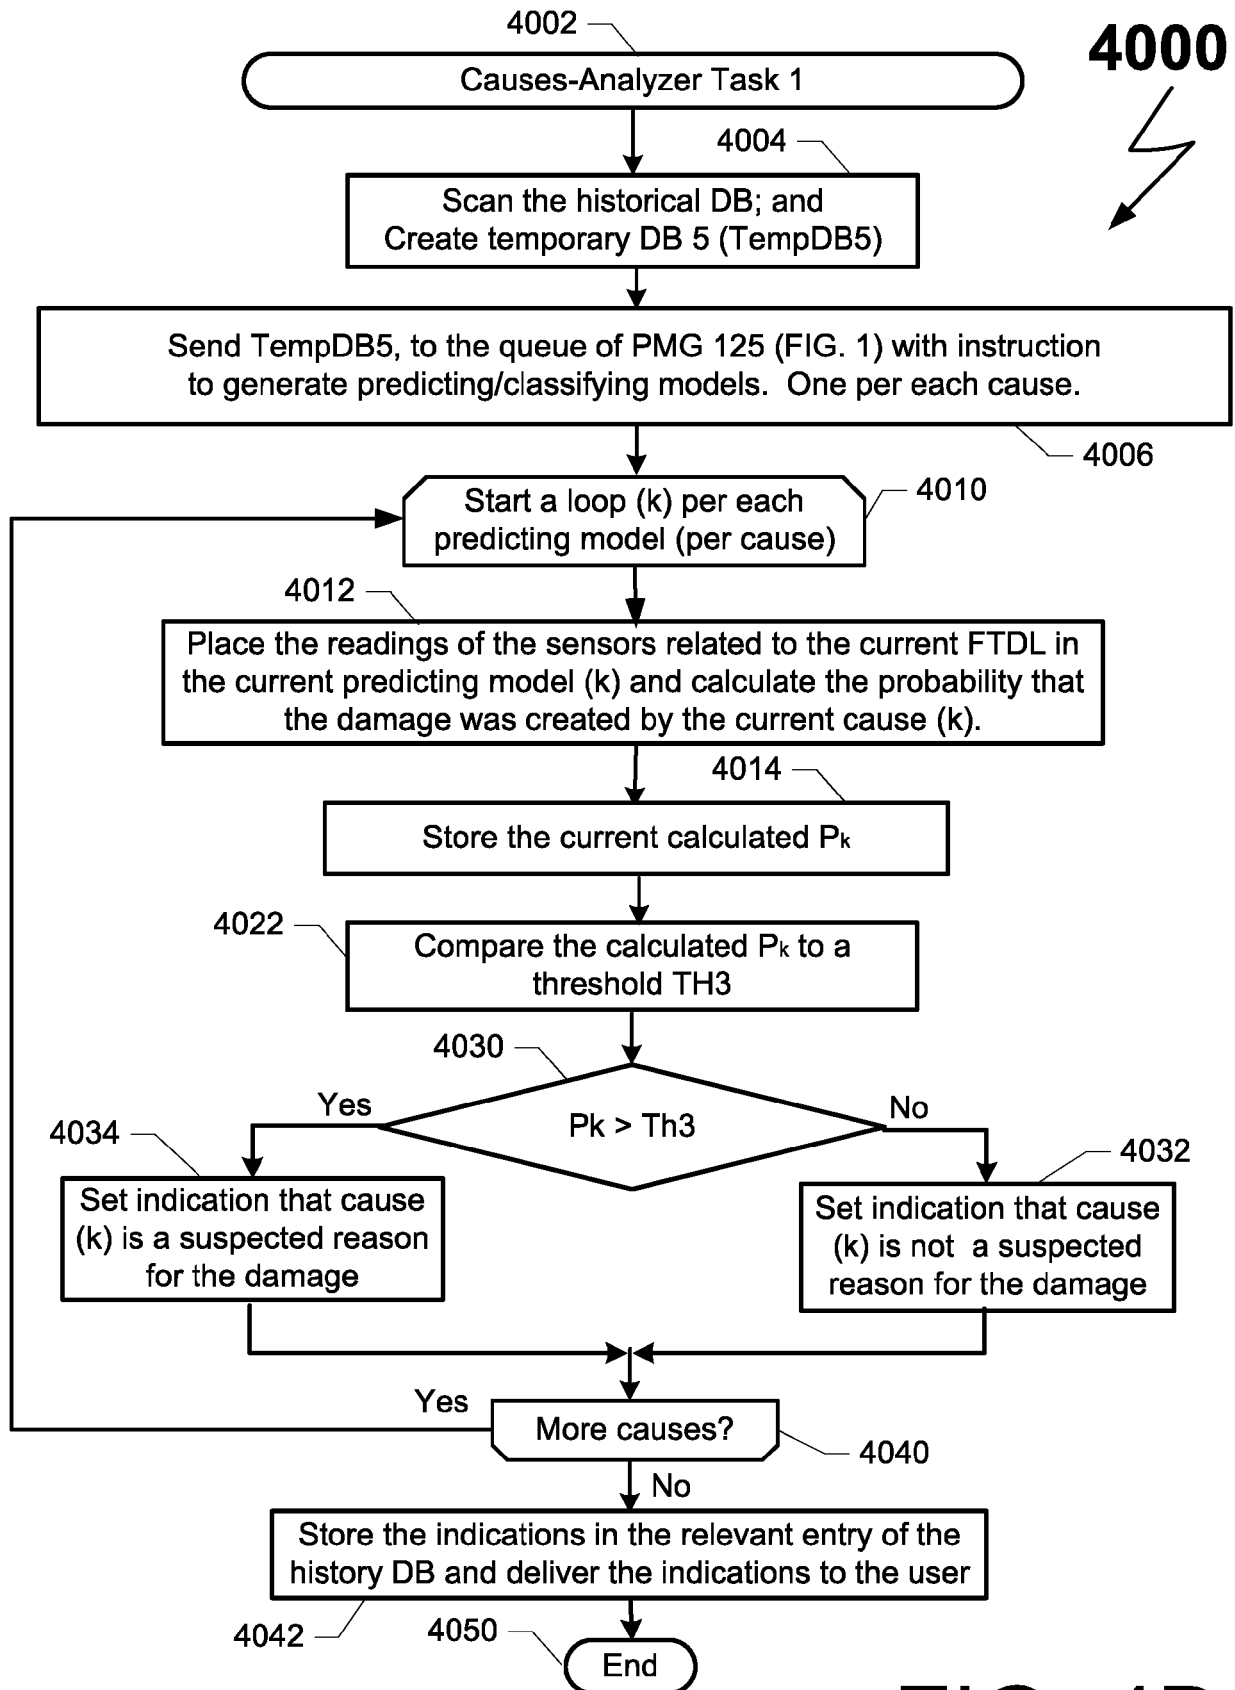 4002
4000
Causes-Analyzer Task 1
4004
Scan the historical DB; and
Create temporary DB 5 (TempDB5)
Send TempDB5, to the queue of PMG 125 (FIG. 1) with instruction
to generate predicting/classifying models. One per each cause.
4006
Start a loop (k) per each
predicting model (per cause)
4010
4012
Place the readings of the sensors related to the current FTDL in
the current predicting model (k) and calculate the probability that
the damage was created by the current cause (k).
4014
Store the current calculated Pk
4022
Compare the calculated Pk to a
threshold TH3
4030
Yes
Pk > Th3
No
4034
4032
Set indication that cause
(k) is a suspected reason
for the damage
Set indication that cause
(k) is not a suspected
reason for the damage
Yes
More causes?
4040
No
Store the indications in the relevant entry of the
history DB and deliver the indications to the user
4042
4050
End